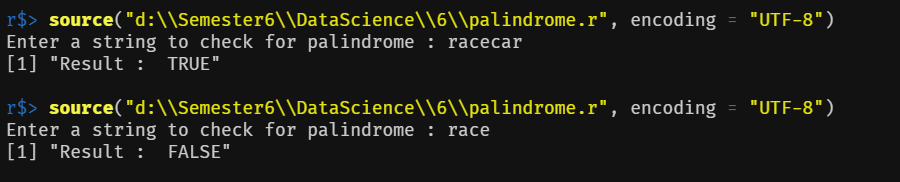 r$> source("d:\\Semester6\\DataScience\\6\\palindrome.r", encoding = "UTF-8")
Enter a string to check for palindrome : racecar
[1] "Result :  TRUE"
r$> source("d:\\Semester6\\DataScience\\6\\palindrome.r", encoding = "UTF-8")
Enter a string to check for palindrome : race
[1] "Result :  FALSE"